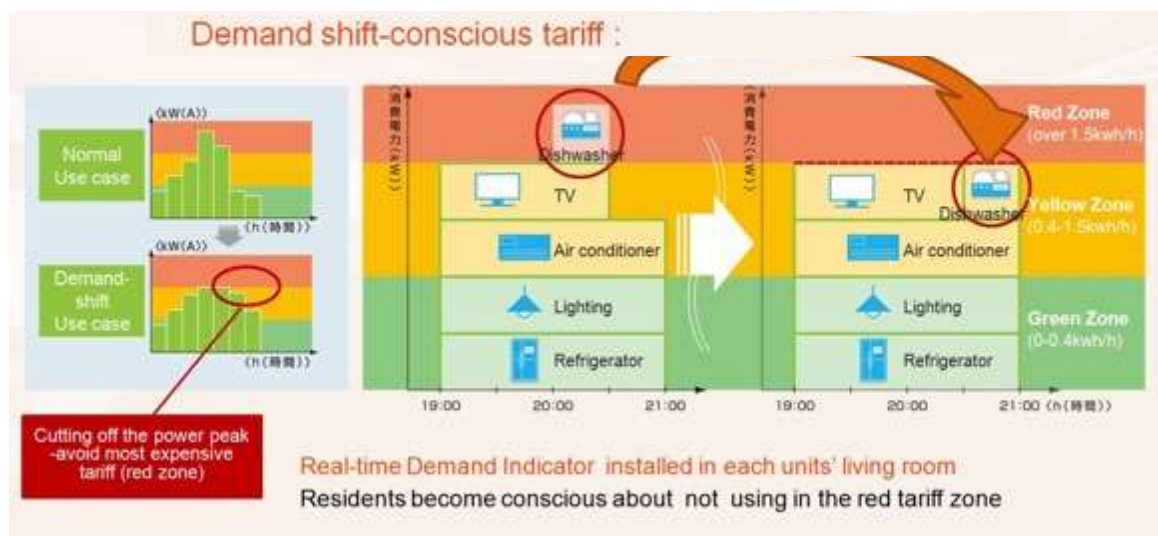 Demand shift-conscious tariff :
Normal
Use case
(kW(A))
(h(時間))
Demand-
shift
Use case
(kW(A))
(h(時間))
Cutting off the power peak
-avoid most expensive
tariff (red zone)
(消費電力(kW))
Dishwasher
TV
Air conditioner
Lighting
Refrigerator
19:00 20:00 21:00
(消費電力(kW))
TV
Dishwasher
Air conditioner
Lighting
Refrigerator
19:00 20:00 21:00 (h(時間))
Red Zone
(over 1.5kwh/h)
Yellow Zone
(0.4-1.5kwh/h)
Green Zone
(0-0.4kwh/h)
Real-time Demand Indicator installed in each units' living room
Residents become conscious about not using in the red tariff zone